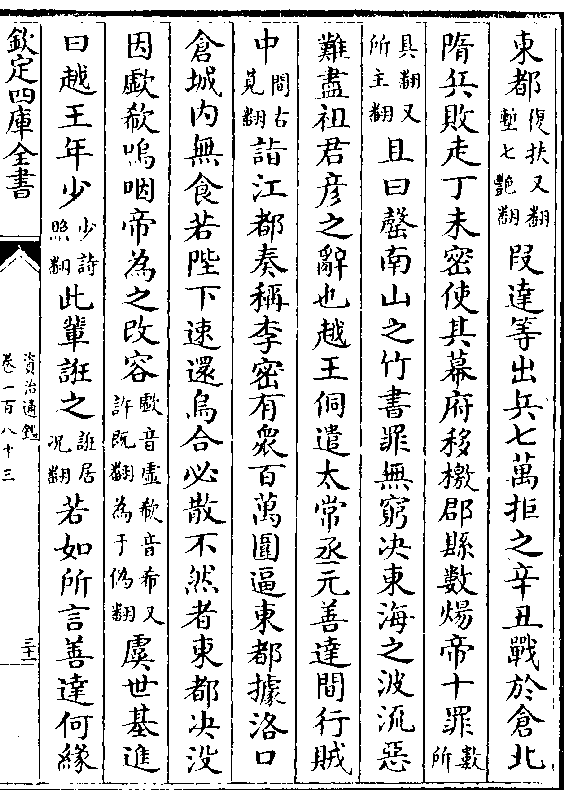 東都復扶又翻塹七艶翻叚達等出兵七萬拒之辛丑戰於倉北
隋兵敗走丁未密使其幕府移檄郡縣數煬帝十罪數所
具翻又所主翻且曰罄南山之竹書罪無窮决東海之波流惡
難盡祖君彦之辭也越王侗遣太常丞元善達間行賊
中間古莧翻詣江都奏稱李密有衆百萬圍逼東都據洛口
倉城内無食若陛下速還烏合必散不然者東都决没
因歔欷嗚咽帝為之改容歔音虚欷音希又許既翻為于偽翻虞世基進
曰越王年少少詩照翻此輩誑之誑居况翻若如所言善達何緣
欽定四庫全書
資治通鑑
卷一百八十三